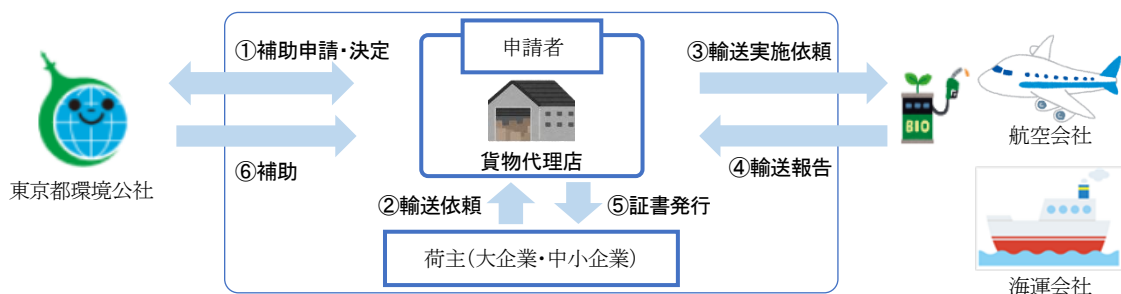 申請者
①補助申請・決定
③輸送実施依頼
BIO
貨物代理店
航空会社
⑥補助
④輸送報告
東京都環境公社
②輸送依頼
⑤証書発行
荷主(大企業・中小企業)
海運会社